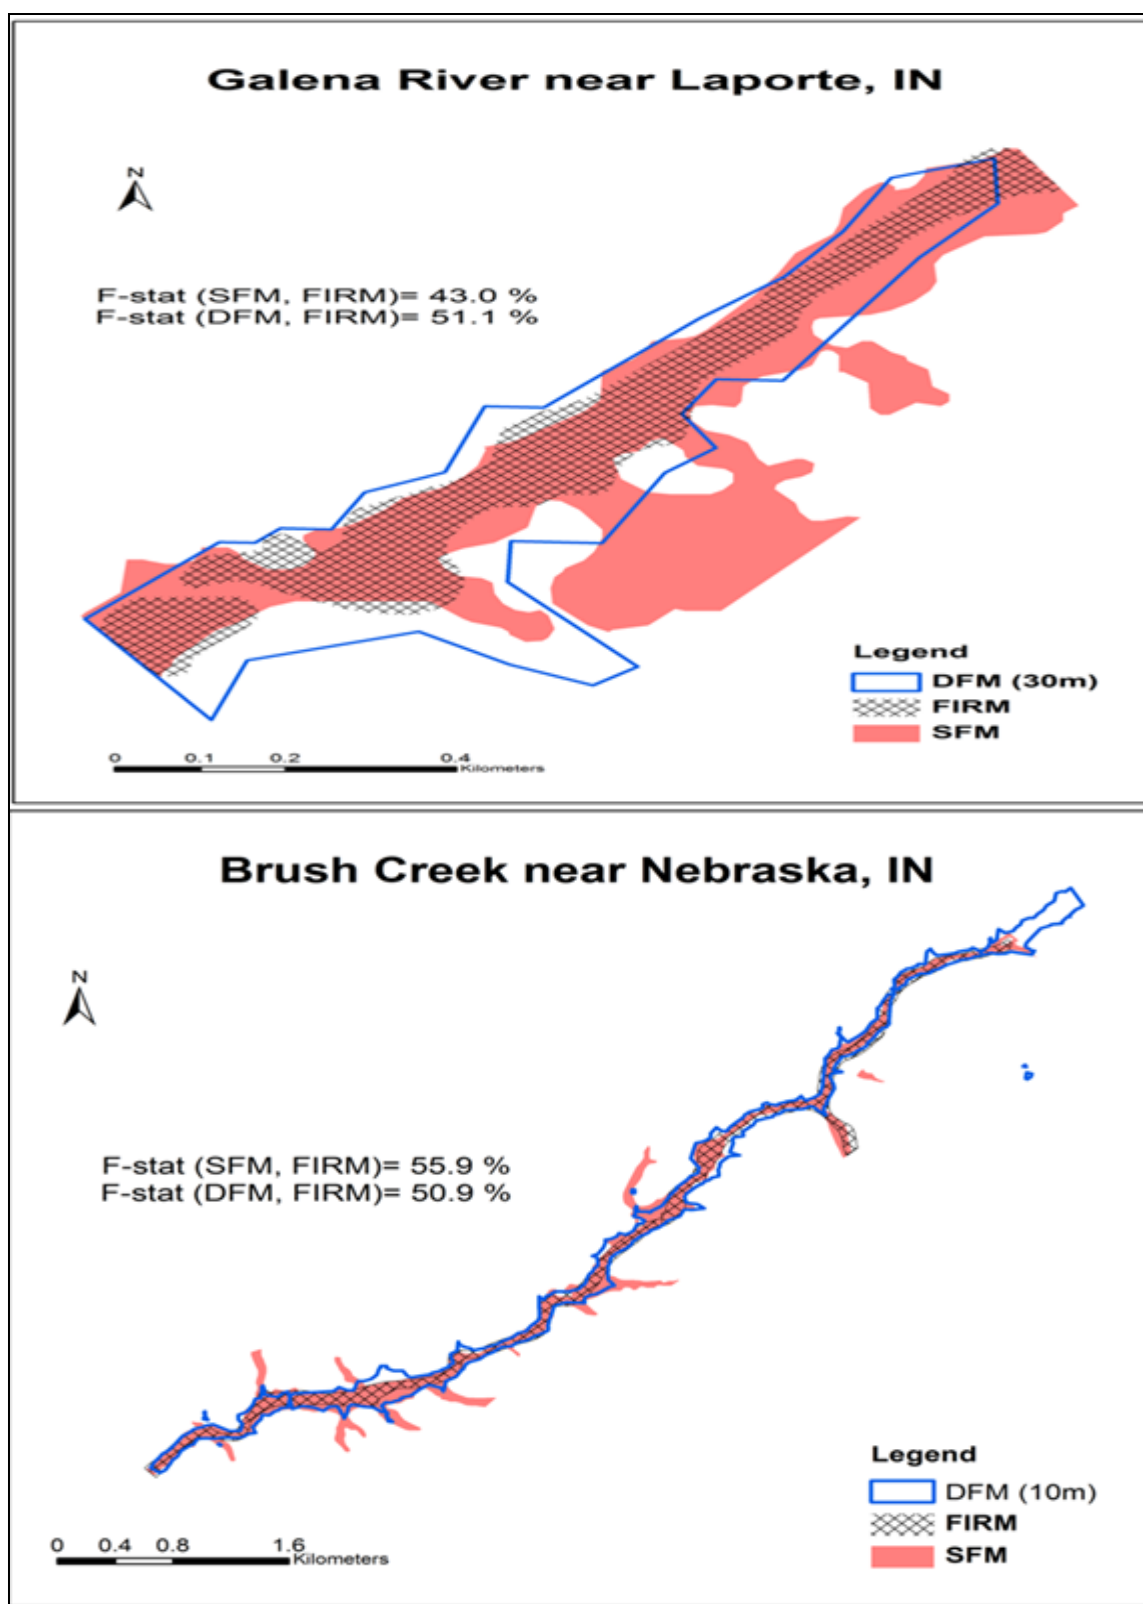 Galena River near Laporte, IN
N
F-stat (SFM, FIRM)= 43.0 %
F-stat (DFM, FIRM)= 51.1 %
Legend
DFM (30m)
FIRM
SFM
0 0.1 0.2 0.4
Kilometers
Brush Creek near Nebraska, IN
N
F-stat (SFM, FIRM)= 55.9 %
F-stat (DFM, FIRM)= 50.9 %
Legend
DFM (10m)
FIRM
SFM
0 0.4 0.8 1.6
Kilometers